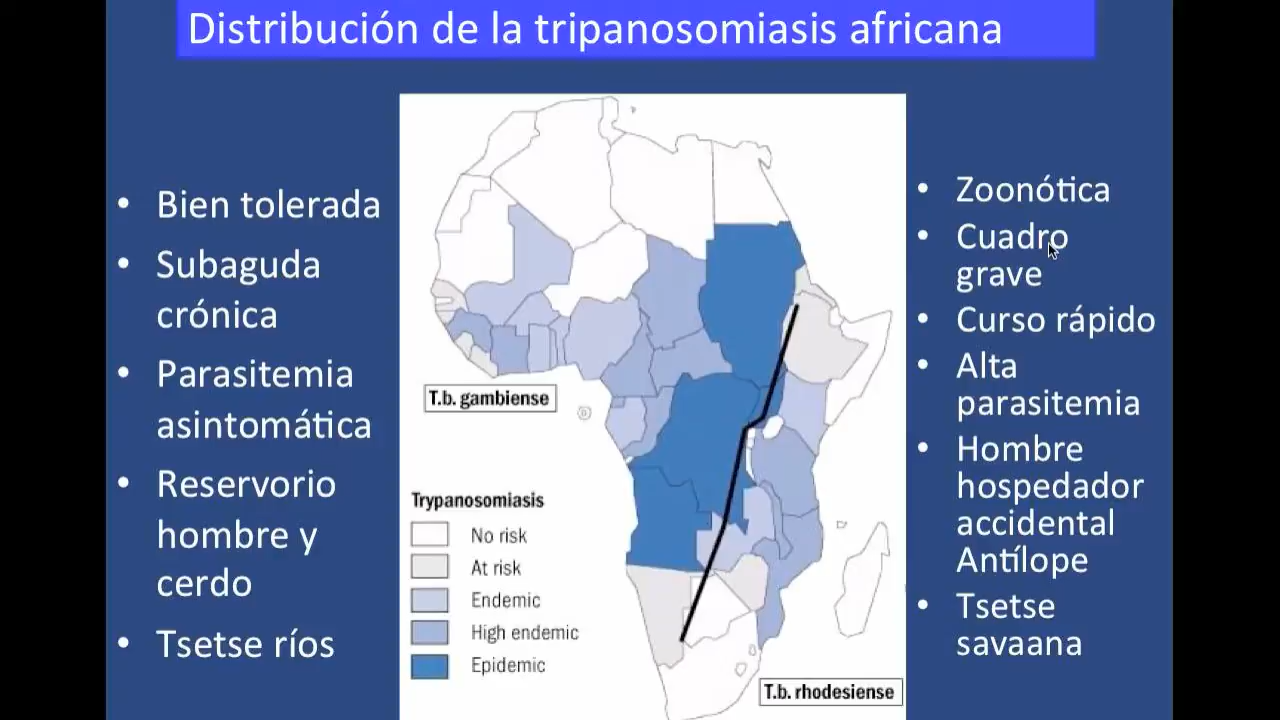 Distribución de la tripanosomiasis africana
• Bien tolerada
• Subaguda
crónica
• Parasitemia
asintomática
• Reservorio
hombre y
cerdo
• Tsetse ríos
T.b. gambiense
Trypanosomiasis
No risk
At risk
Endemic
High endemic
Epidemic
T.b. rhodesiense
• Zoonótica
• Cuadro
grave
• Curso rápido
• Alta
parasitemia
• Hombre
hospedador
accidental
Antílope
• Tsetse
savaana